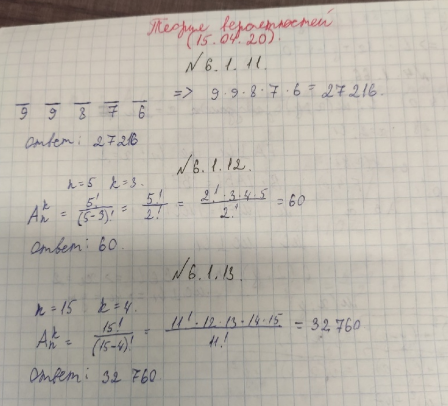 Теория вероятностей
(15.04.20).
№6.1.11.
9 9 8 7 6 => 9·9·8·7·6 = 27216.
ответ: 27216
№6.1.12.
n=5 k=3.
A_n^k = 5!/(5-3)! = 5!/2! = 2!·3·4·5/2! = 60
ответ: 60.
№6.1.13.
n=15 k=4.
A_n^k = 15!/(15-4)! = 11!·12·13·14·15/11! = 32 760
ответ: 32 760.